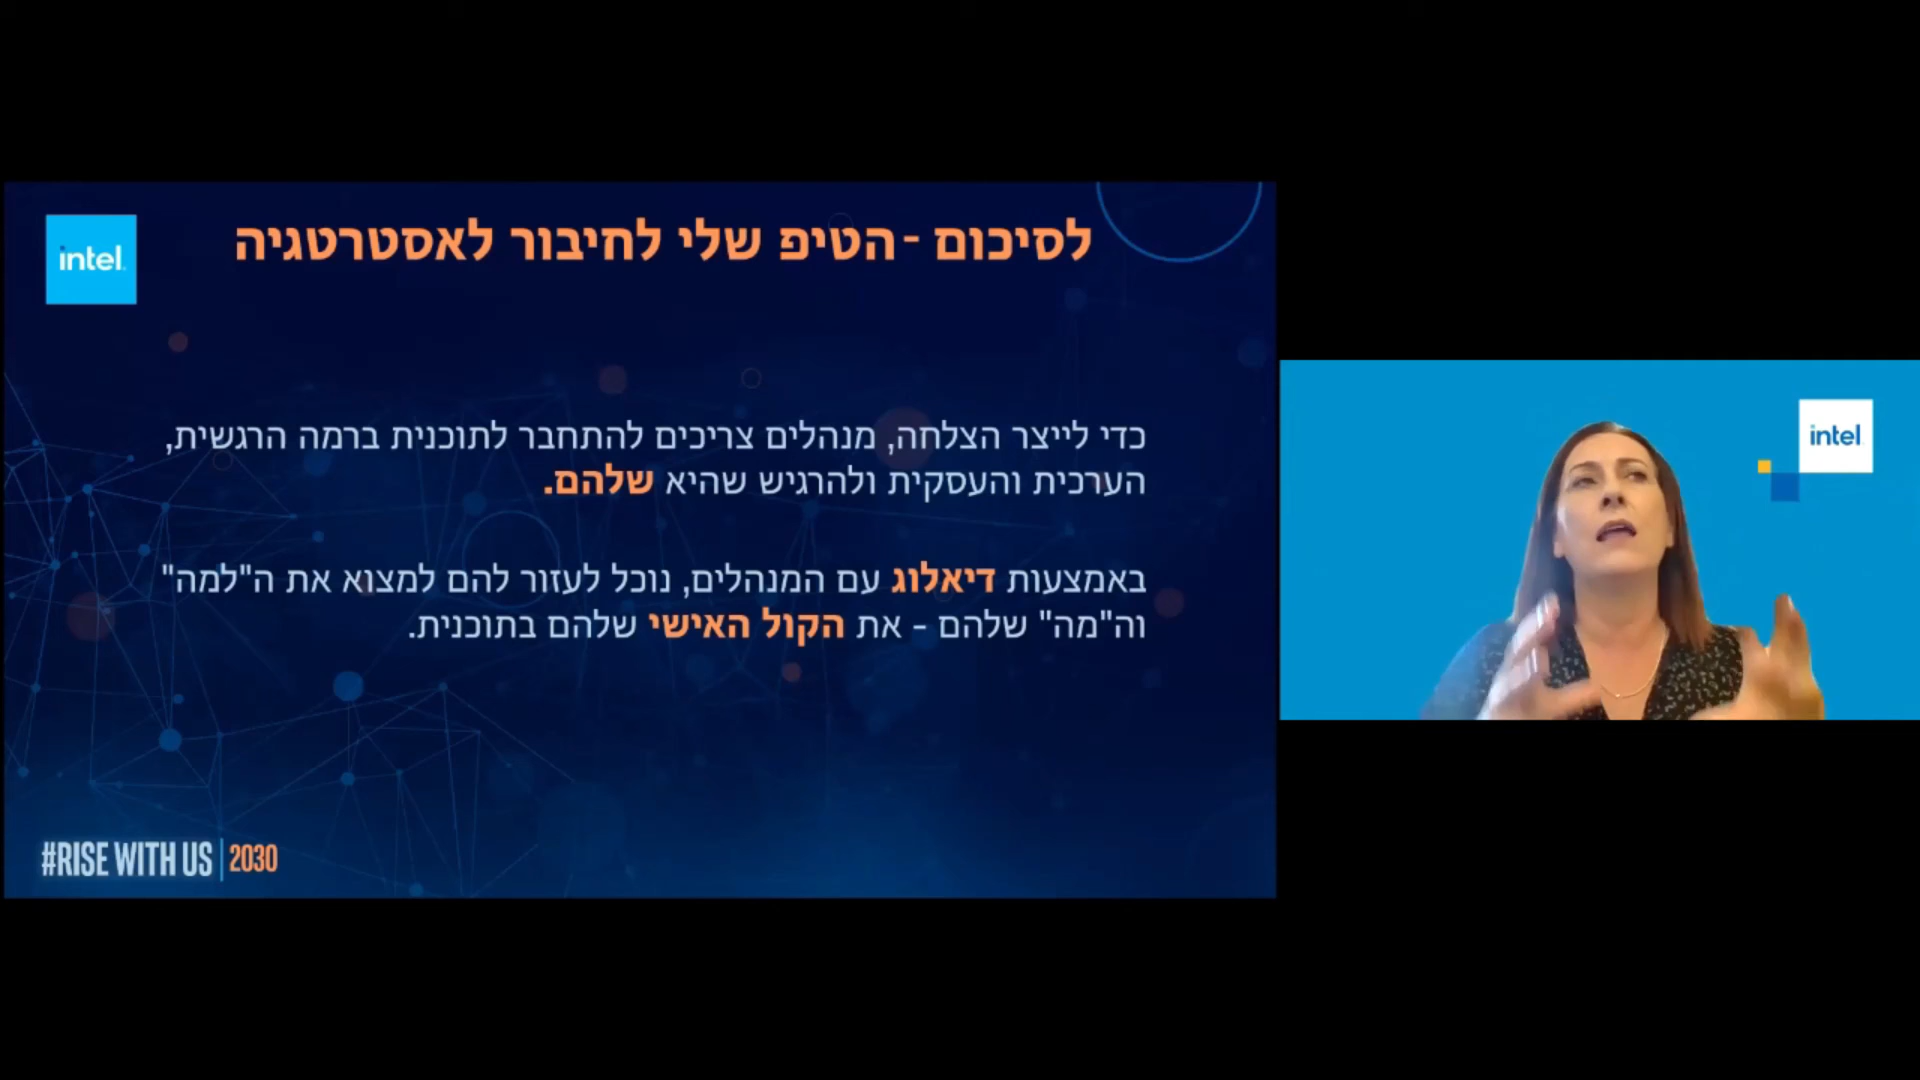 intel.
לסיכום - הטיפ שלי לחיבור לאסטרטגיה
כדי לייצר הצלחה, מנהלים צריכים להתחבר לתוכנית ברמה הרגשית,
הערכית והעסקית ולהרגיש שהיא שלהם.
באמצעות דיאלוג עם המנהלים, נוכל לעזור להם למצוא את ה"למה"
וה"מה" שלהם – את הקול האישי שלהם בתוכנית.
#RISE WITH US | 2030
intel